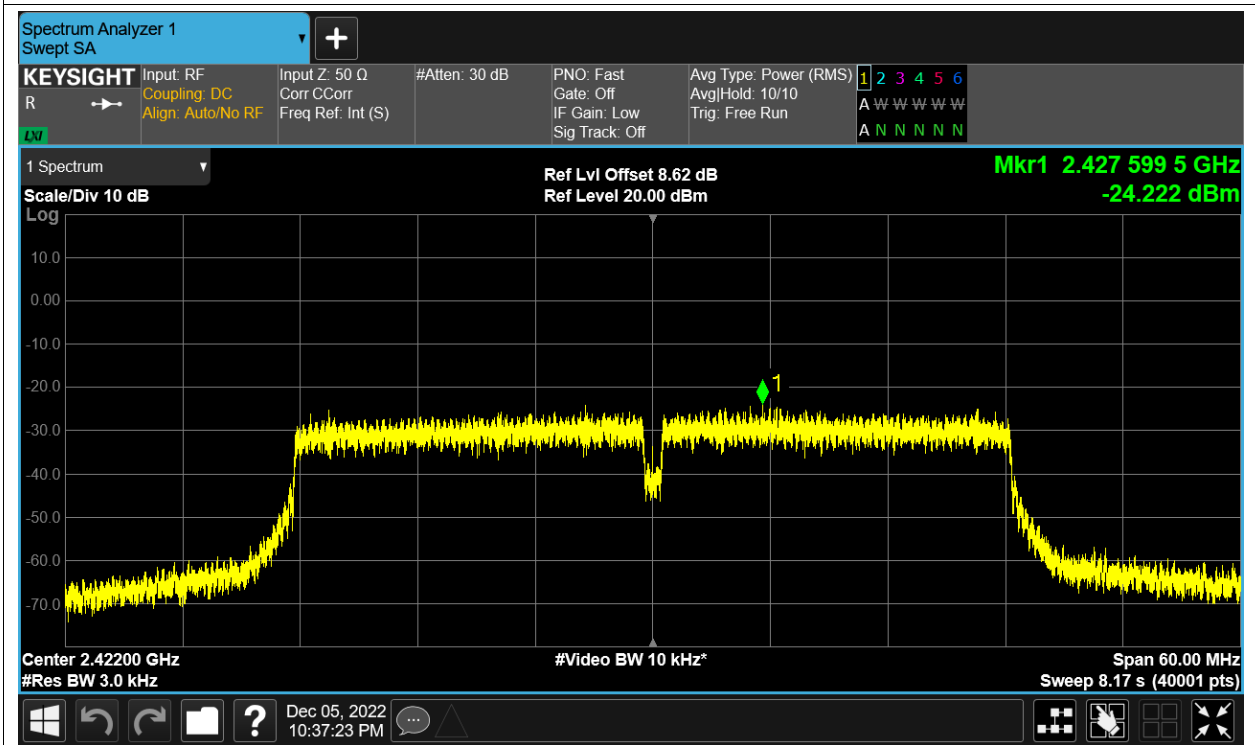 Spectrum Analyzer 1
Swept SA
KEYSIGHT
R
LXI
Input: RF
Coupling: DC
Align: Auto/No RF
Input Z: 50 Ω
Corr CCorr
Freq Ref: Int (S)
#Atten: 30 dB
PNO: Fast
Gate: Off
IF Gain: Low
Sig Track: Off
Avg Type: Power (RMS)
Avg|Hold: 10/10
Trig: Free Run
1 2 3 4 5 6
A W W W W W
A N N N N N
1 Spectrum
Scale/Div 10 dB
Log
Ref Lvl Offset 8.62 dB
Ref Level 20.00 dBm
Mkr1 2.427 599 5 GHz
-24.222 dBm
10.0
0.00
-10.0
-20.0
-30.0
-40.0
-50.0
-60.0
-70.0
1
Center 2.42200 GHz
#Res BW 3.0 kHz
#Video BW 10 kHz*
Span 60.00 MHz
Sweep 8.17 s (40001 pts)
?
Dec 05, 2022
10:37:23 PM